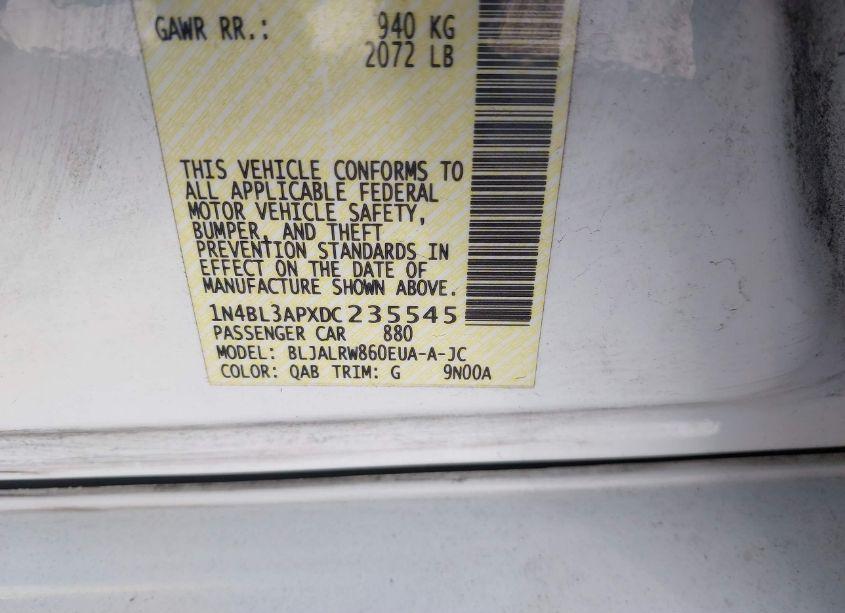 GAWR RR.: 940 KG
2072 LB
THIS VEHICLE CONFORMS TO
ALL APPLICABLE FEDERAL
MOTOR VEHICLE SAFETY,
BUMPER, AND THEFT
PREVENTION STANDARDS IN
EFFECT ON THE DATE OF
MANUFACTURE SHOWN ABOVE.
1N4BL3APXDC235545
PASSENGER CAR 880
MODEL: BLJALRW860EUA-A-JC
COLOR: QAB TRIM: G 9N00A